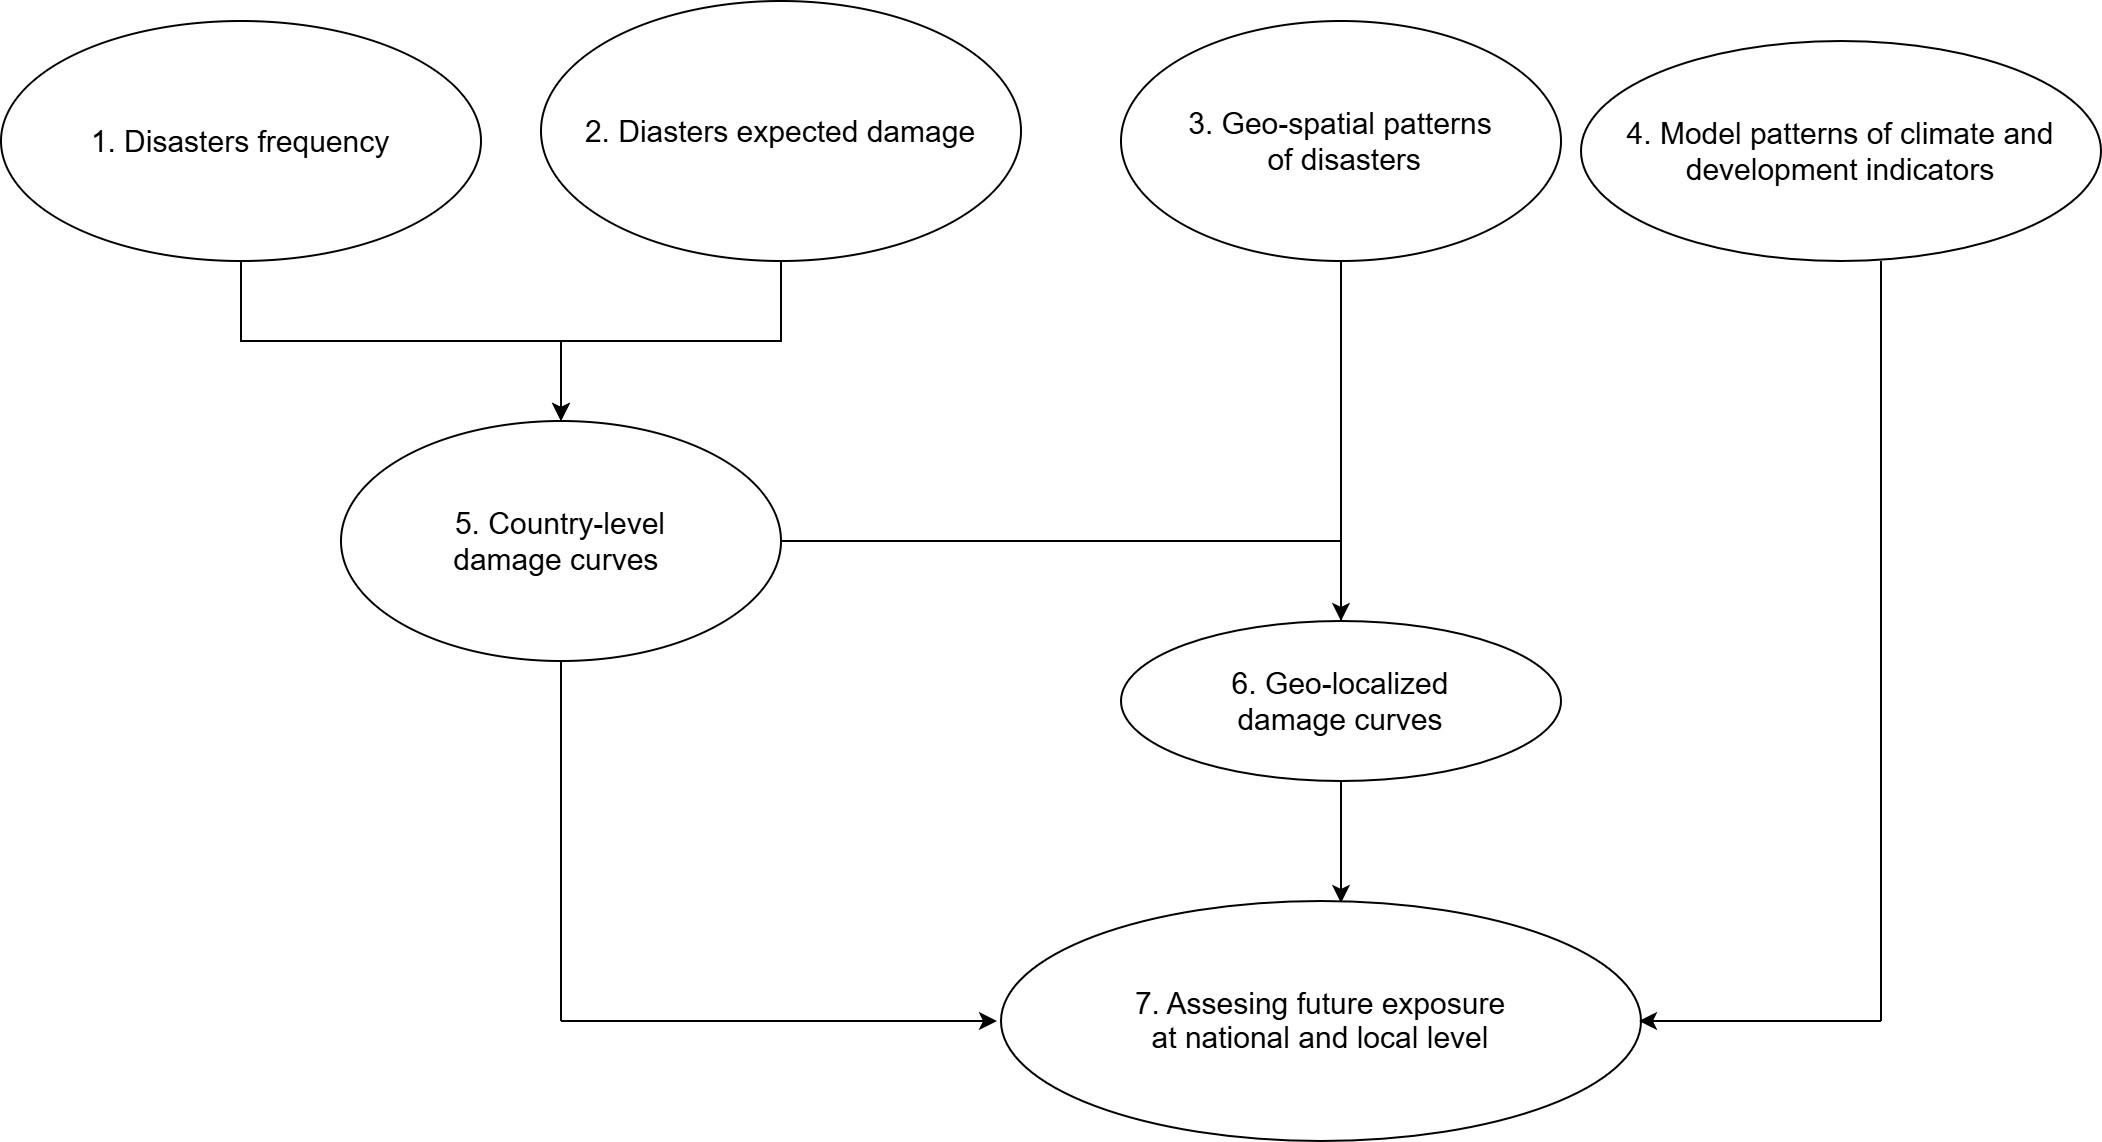 1. Disasters frequency
2. Diasters expected damage
3. Geo-spatial patterns
of disasters
4. Model patterns of climate and
development indicators
5. Country-level
damage curves
6. Geo-localized
damage curves
7. Assesing future exposure
at national and local level